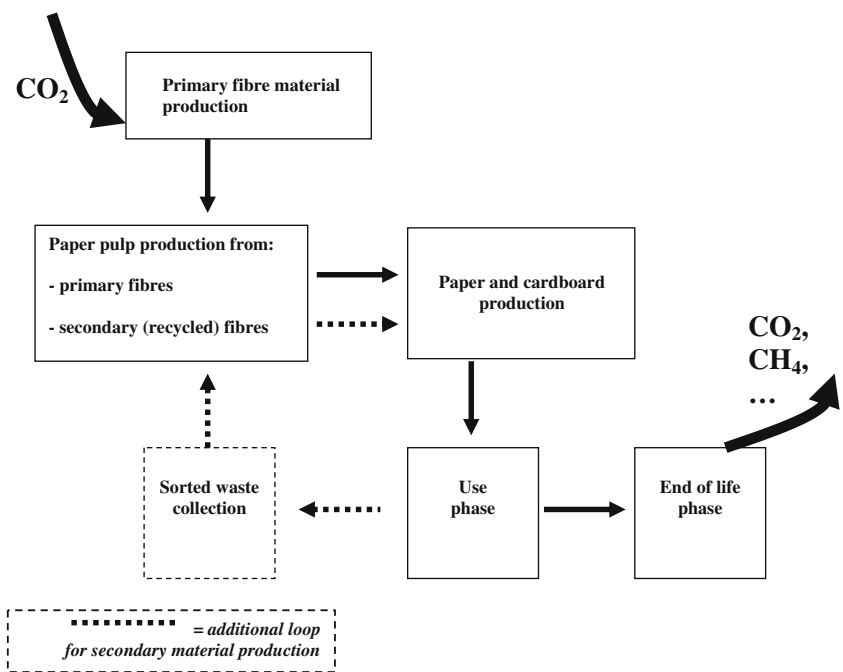 CO₂
Primary fibre material
production
Paper pulp production from:
- primary fibres
- secondary (recycled) fibres
Paper and cardboard
production
CO₂,
CH₄,
...
Sorted waste
collection
Use
phase
End of life
phase
= additional loop
for secondary material production